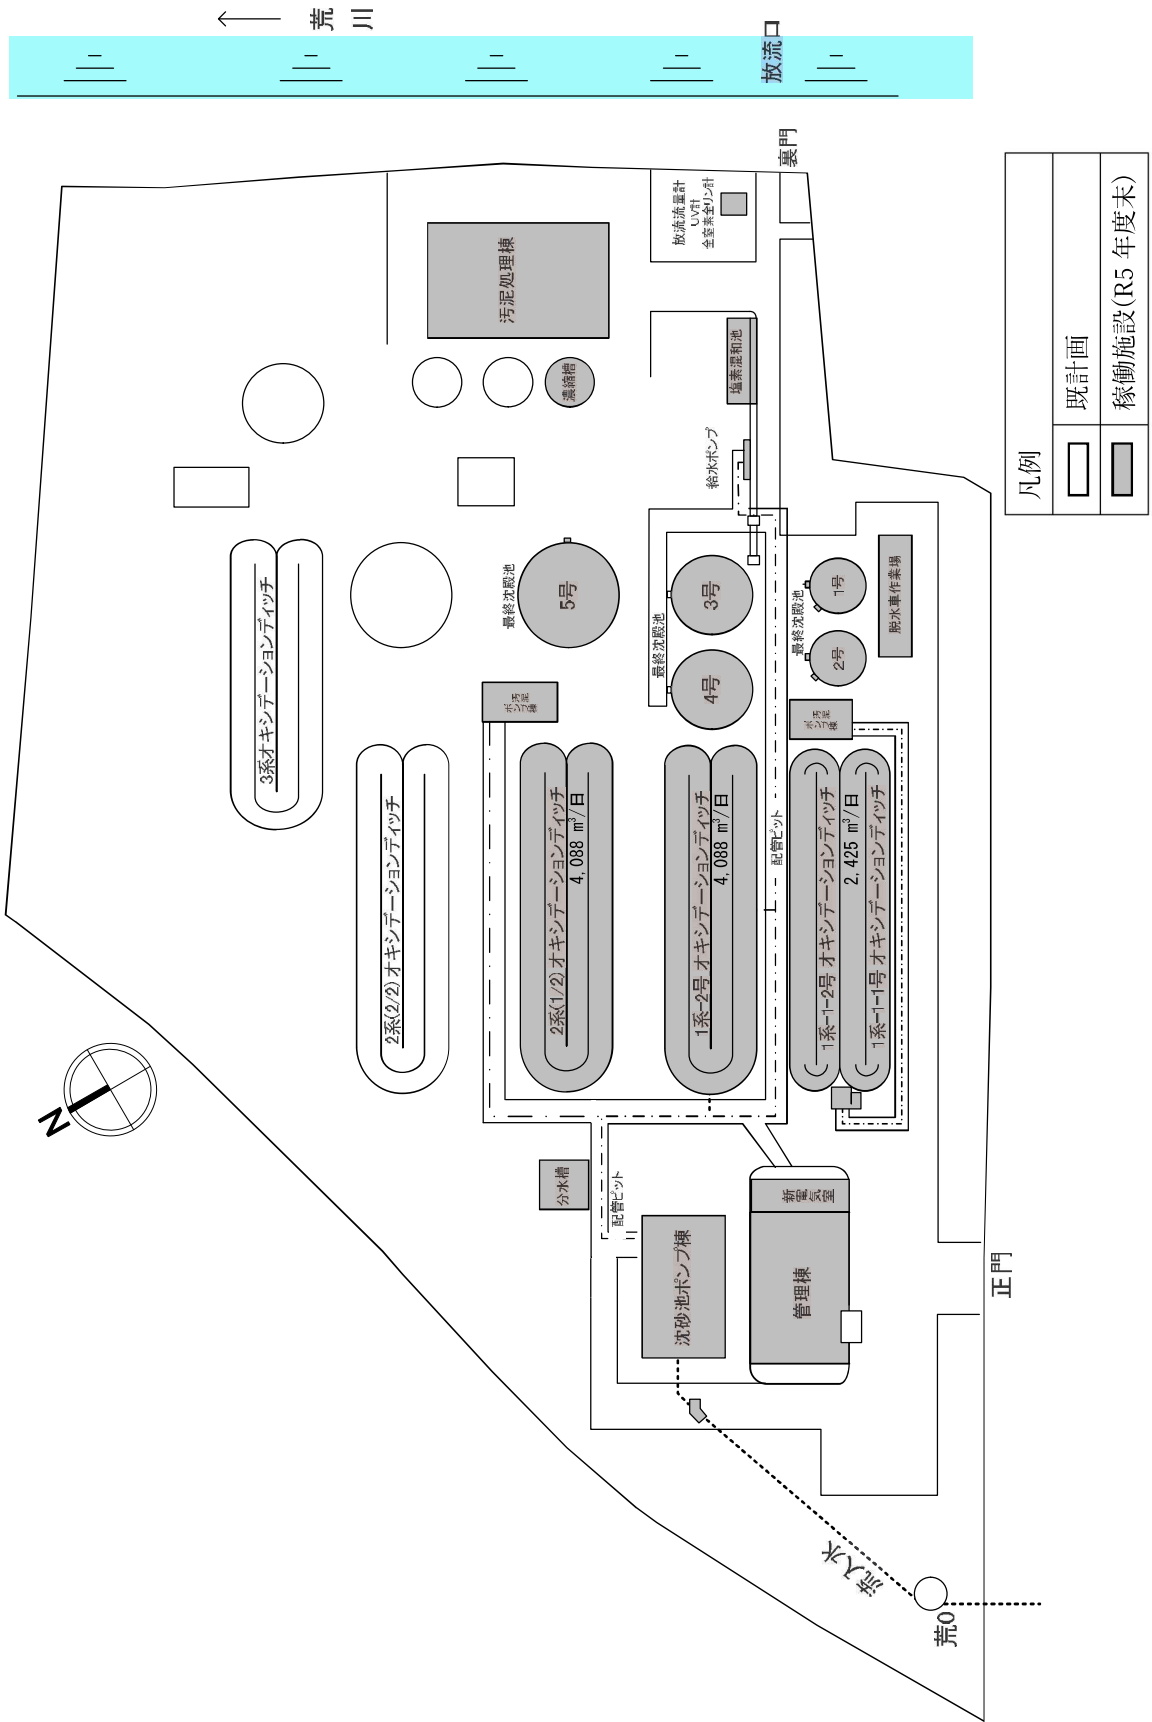 荒川
放流口
裏門
放流流量計
UV計
全窒素全リン計
汚泥処理棟
濃縮槽
塩素混和池
給水ポンプ
最終沈殿池
5号
最終沈殿池
3号
4号
最終沈殿池
1号
2号
脱水車作業場
汚泥
ポンプ棟
汚泥
ポンプ棟
3系オキシデーションディッチ
2系(2/2)オキシデーションディッチ
2系(1/2)オキシデーションディッチ
4,088 m³/日
1系-2号 オキシデーションディッチ
4,088 m³/日
配管ピット
1系-1-2号 オキシデーションディッチ
2,425 m³/日
1系-1-1号 オキシデーションディッチ
N
分水槽
配管ピット
沈砂池ポンプ棟
新電気室
管理棟
正門
流入水
荒0
凡例
既計画
稼働施設(R5 年度末)